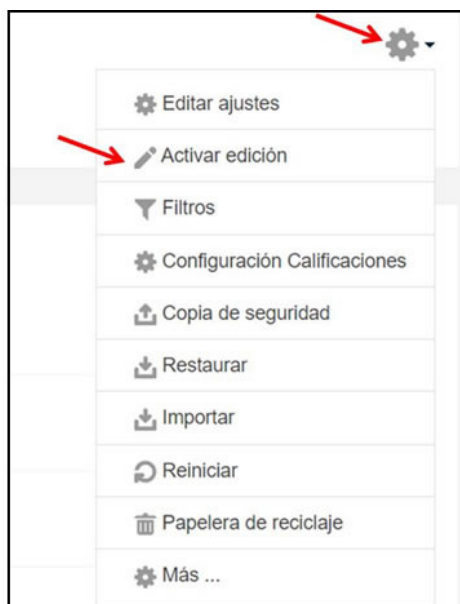 Editar ajustes
Activar edición
Filtros
Configuración Calificaciones
Copia de seguridad
Restaurar
Importar
Reiniciar
Papelera de reciclaje
Más ...